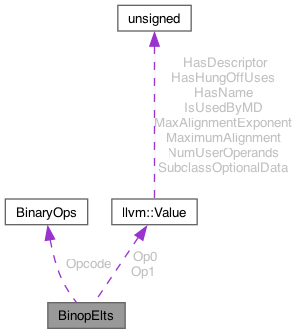 unsigned
HasDescriptor
HasHungOffUses
HasName
IsUsedByMD
MaxAlignmentExponent
MaximumAlignment
NumUserOperands
SubclassOptionalData
BinaryOps
llvm::Value
Opcode
Op0
Op1
BinopElts